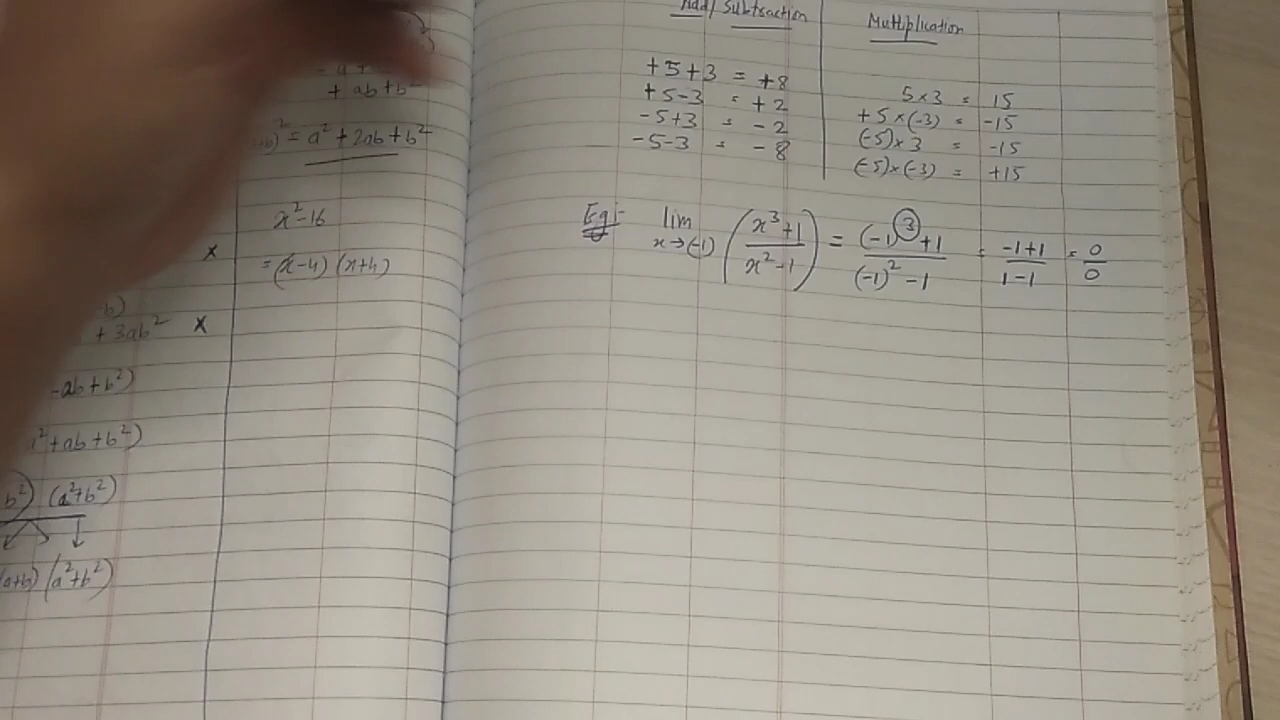 + ab + b²
= a² + 2ab + b²
x² - 16
= (x-4) (x+4)
+ 3ab²
-ab + b²)
a² + ab + b²)
b²) (a²+b²)
(a+b) (a²+b²)
Add/Subtraction
+5+3 = +8
+5-3 = +2
-5+3 = -2
-5-3 = -8
Multiplication
5×3 = 15
+5×(-3) = -15
(-5)×3 = -15
(-5)×(-3) = +15
Eg:- lim x→(-1) (x³+1 / x²-1) = (-1)³+1 / (-1)²-1 = -1+1 / 1-1 = 0/0